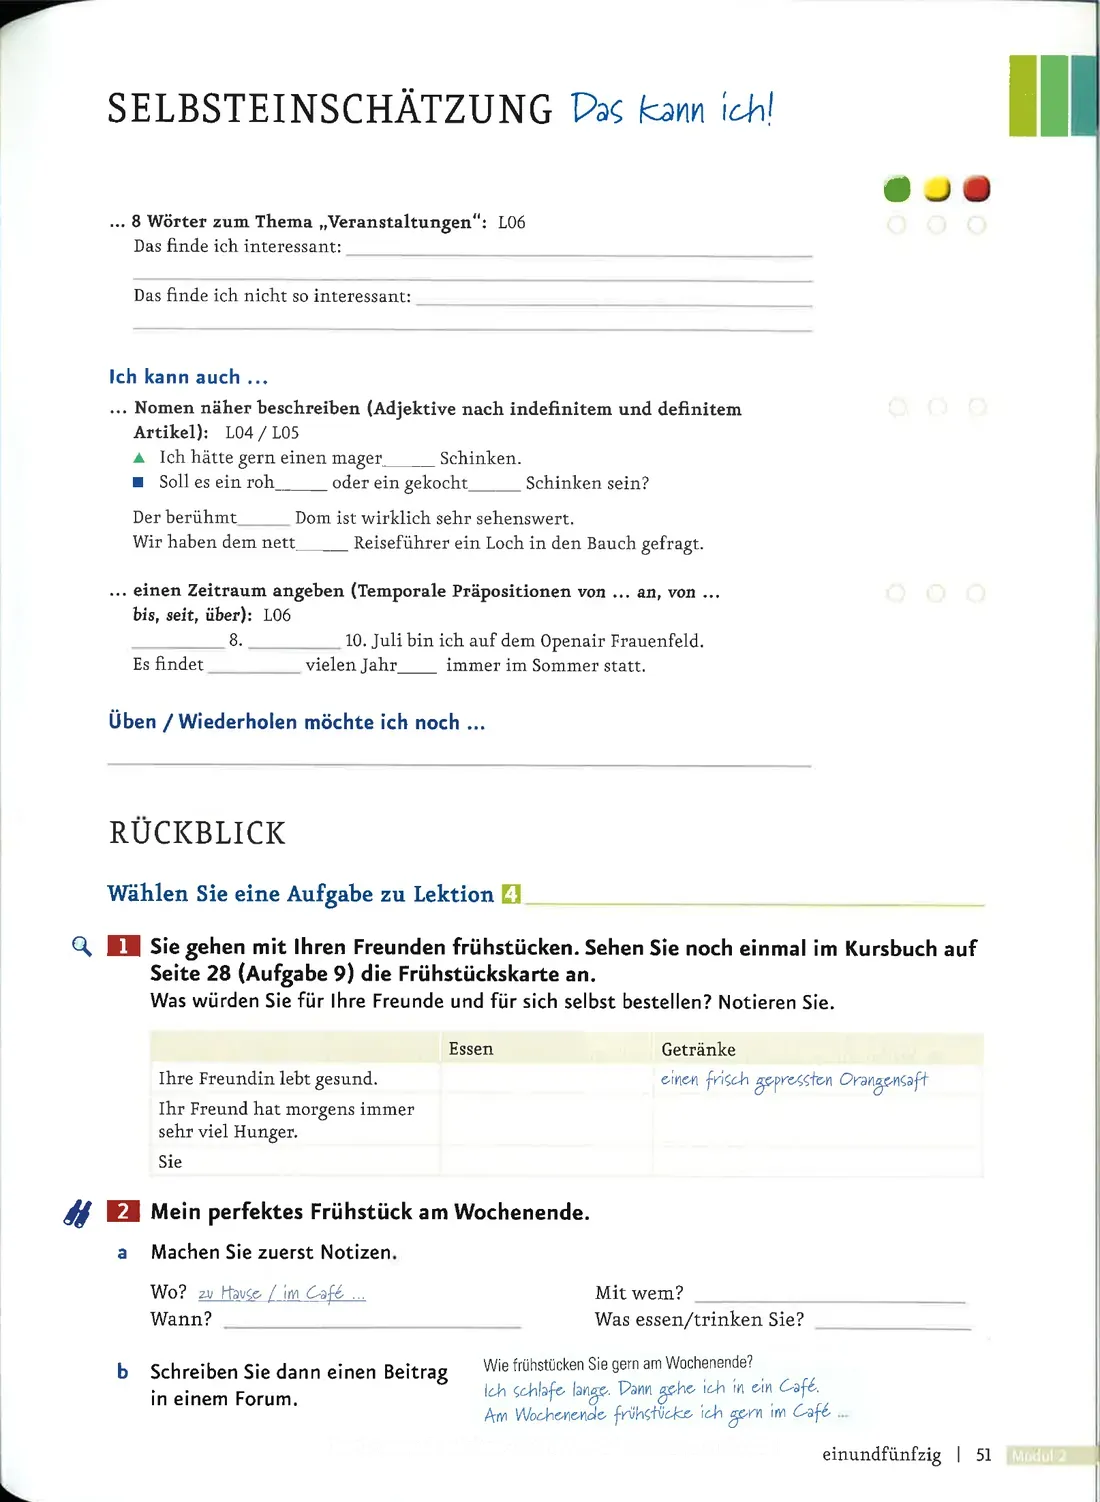 SELBSTEINSCHÄTZUNG Das kann ich!
... 8 Wörter zum Thema „Veranstaltungen“: L06
Das finde ich interessant: ____
Das finde ich nicht so interessant: ____
Ich kann auch ...
... Nomen näher beschreiben (Adjektive nach indefinitem und definitem
Artikel): L04 / L05
▲ Ich hätte gern einen mager____ Schinken.
■ Soll es ein roh____ oder ein gekocht____ Schinken sein?
Der berühmt____ Dom ist wirklich sehr sehenswert.
Wir haben dem nett____ Reiseführer ein Loch in den Bauch gefragt.
... einen Zeitraum angeben (Temporale Präpositionen von ... an, von ...
bis, seit, über): L06
____ 8. ____ 10. Juli bin ich auf dem Openair Frauenfeld.
Es findet ____ vielen Jahr____ immer im Sommer statt.
Üben / Wiederholen möchte ich noch ...
RÜCKBLICK
Wählen Sie eine Aufgabe zu Lektion 4
1 Sie gehen mit Ihren Freunden frühstücken. Sehen Sie noch einmal im Kursbuch auf
Seite 28 (Aufgabe 9) die Frühstückskarte an.
Was würden Sie für Ihre Freunde und für sich selbst bestellen? Notieren Sie.
Essen Getränke
Ihre Freundin lebt gesund. einen frisch gepressten Orangensaft
Ihr Freund hat morgens immer
sehr viel Hunger.
Sie
2 Mein perfektes Frühstück am Wochenende.
a Machen Sie zuerst Notizen.
Wo? zu Hause / im Café ... Mit wem? ____
Wann? ____ Was essen/trinken Sie? ____
b Schreiben Sie dann einen Beitrag
in einem Forum.
Wie frühstücken Sie gern am Wochenende?
Ich schlafe lange. Dann gehe ich in ein Café.
Am Wochenende frühstücke ich gern im Café ...
einundfünfzig | 51 Modul 2